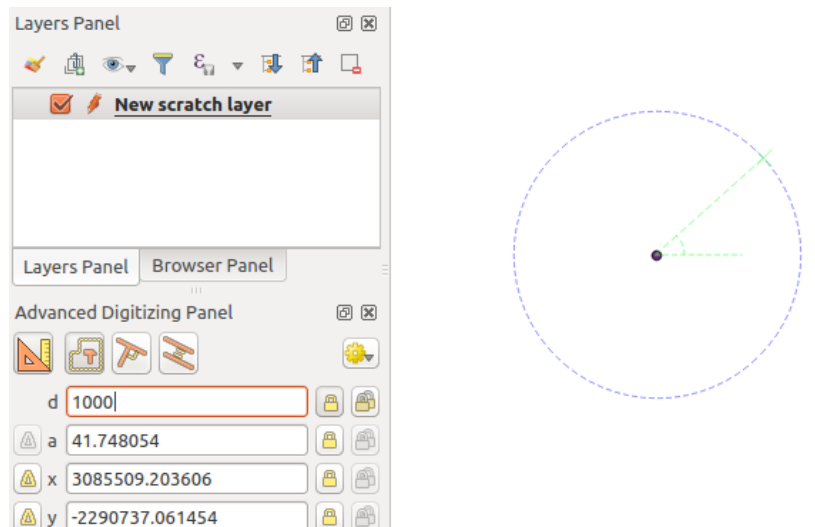 Layers Panel
New scratch layer
Layers Panel Browser Panel
Advanced Digitizing Panel
d 1000
a 41.748054
x 3085509.203606
y -2290737.061454